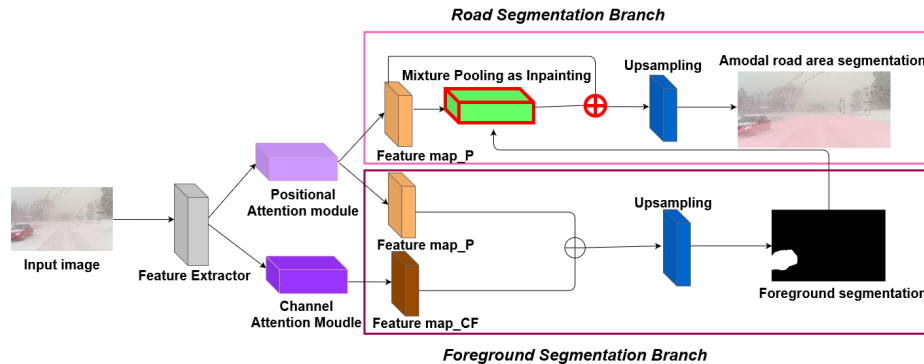 Road Segmentation Branch
Mixture Pooling as Inpainting
Upsampling
Amodal road area segmentation
Feature map_P
Positional
Attention module
Input image
Feature Extractor
Channel
Attention Moudle
Feature map_P
Feature map_CF
Upsampling
Foreground segmentation
Foreground Segmentation Branch